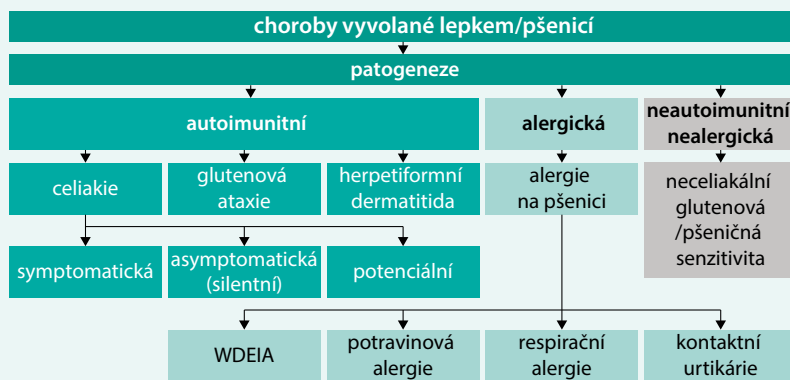 choroby vyvolané lepkem/pšenicí
patogeneze
autoimunitní
alergická
neautoimunitní
nealergická
celiakie
glutenová
ataxie
herpetiformní
dermatitida
alergie
na pšenici
neceliakální
glutenová
/pšeničná
senzitivita
symptomatická
asymptomatická
(silentní)
potenciální
WDEIA
potravinová
alergie
respirační
alergie
kontaktní
urtikárie